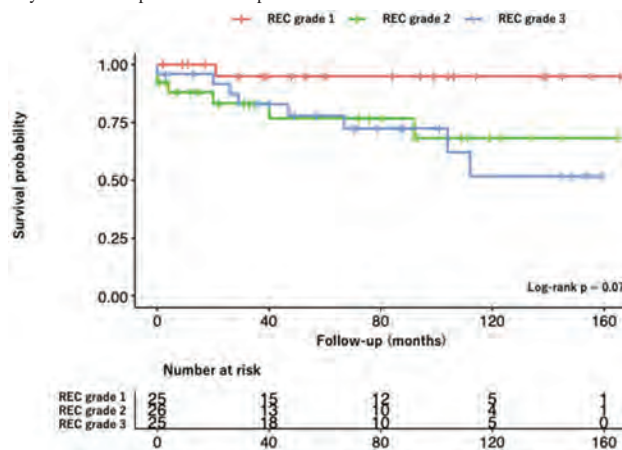 REC grade 1 REC grade 2 REC grade 3
Survival probability
1.00
0.75
0.50
0.25
0.00
Log-rank p = 0.07
0 40 80 120 160
Follow-up (months)
Number at risk
REC grade 1 25 15 12 5 1
REC grade 2 26 13 10 4 1
REC grade 3 25 18 10 5 0
0 40 80 120 160